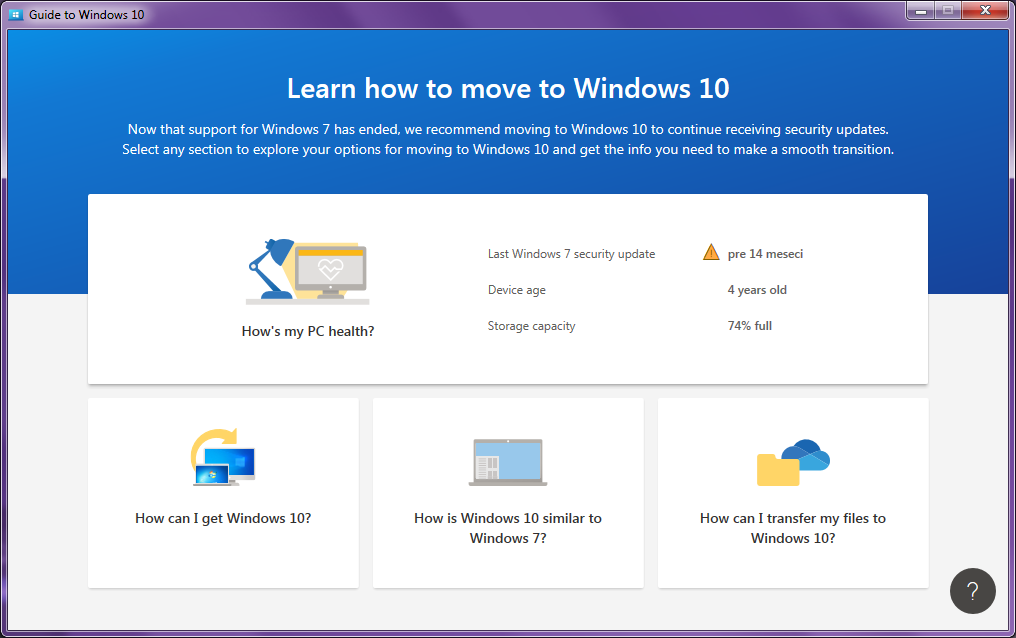 Guide to Windows 10
Learn how to move to Windows 10
Now that support for Windows 7 has ended, we recommend moving to Windows 10 to continue receiving security updates.
Select any section to explore your options for moving to Windows 10 and get the info you need to make a smooth transition.
Last Windows 7 security update
pre 14 meseci
Device age
4 years old
Storage capacity
74% full
How's my PC health?
How can I get Windows 10?
How is Windows 10 similar to
Windows 7?
How can I transfer my files to
Windows 10?
?